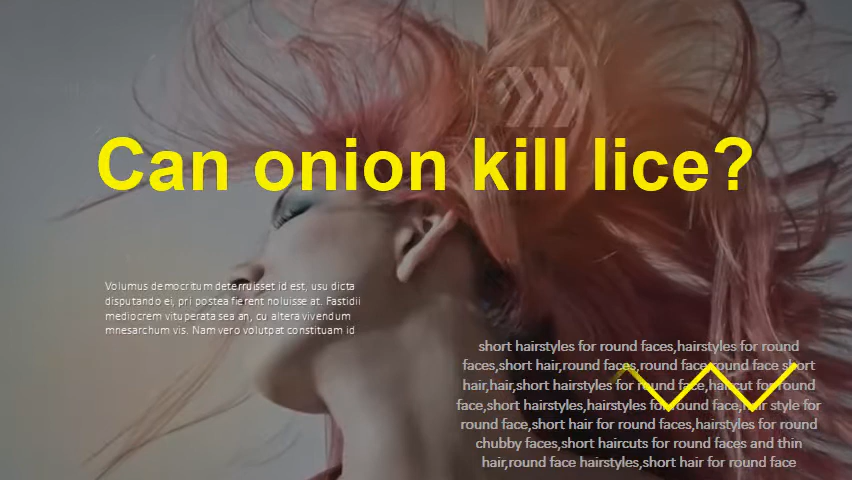 Can onion kill lice?
Volumus democritum deterruisset id est, usu dicta
disputando ei, pri postea fierent noluisse at. Fastidii
mediocrem vituperata sea an, cu altera vivendum
mnesarchum vis. Nam vero volutpat constituam id
short hairstyles for round faces,hairstyles for round
faces,short hair,round faces,round face,round face short
hair,hair,short hairstyles for round face,haircut for round
face,short hairstyles,hairstyles for round face,hair style for
round face,short hair for round faces,hairstyles for round
chubby faces,short haircuts for round faces and thin
hair,round face hairstyles,short hair for round face